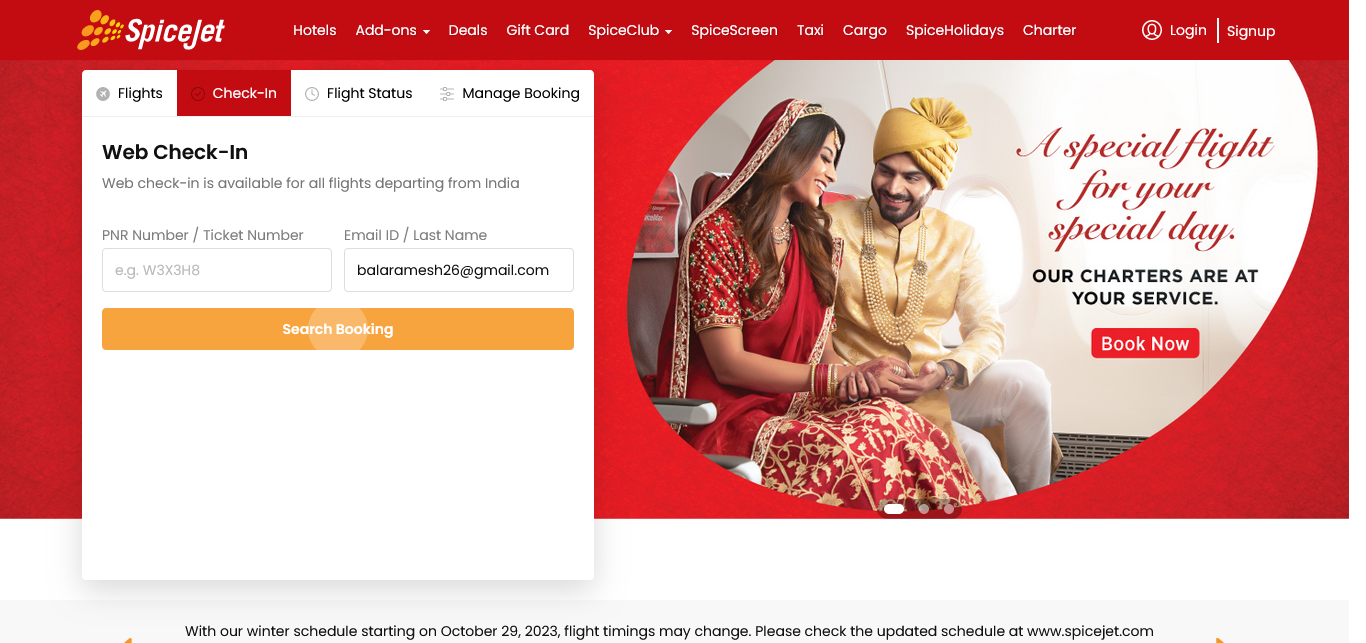 SpiceJet
Hotels Add-ons Deals Gift Card SpiceClub SpiceScreen Taxi Cargo SpiceHolidays Charter Login Signup
Flights Check-In Flight Status Manage Booking
Web Check-In
Web check-in is available for all flights departing from India
PNR Number / Ticket Number Email ID / Last Name
e.g. W3X3H8 balaramesh26@gmail.com
Search Booking
A special flight
for your
special day.
OUR CHARTERS ARE AT
YOUR SERVICE.
Book Now
With our winter schedule starting on October 29, 2023, flight timings may change. Please check the updated schedule at www.spicejet.com